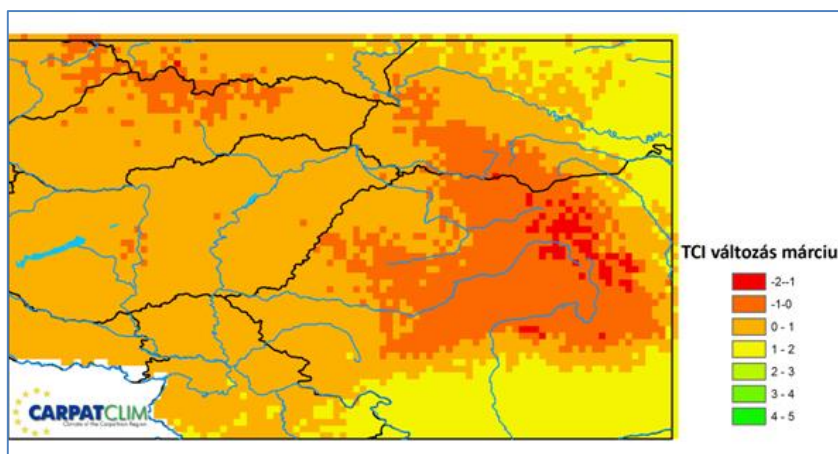 TCI változás márciu
-2--1
-1-0
0 - 1
1 - 2
2 - 3
3 - 4
4 - 5
CARPATCLIM
Climate of the Carpathian Region